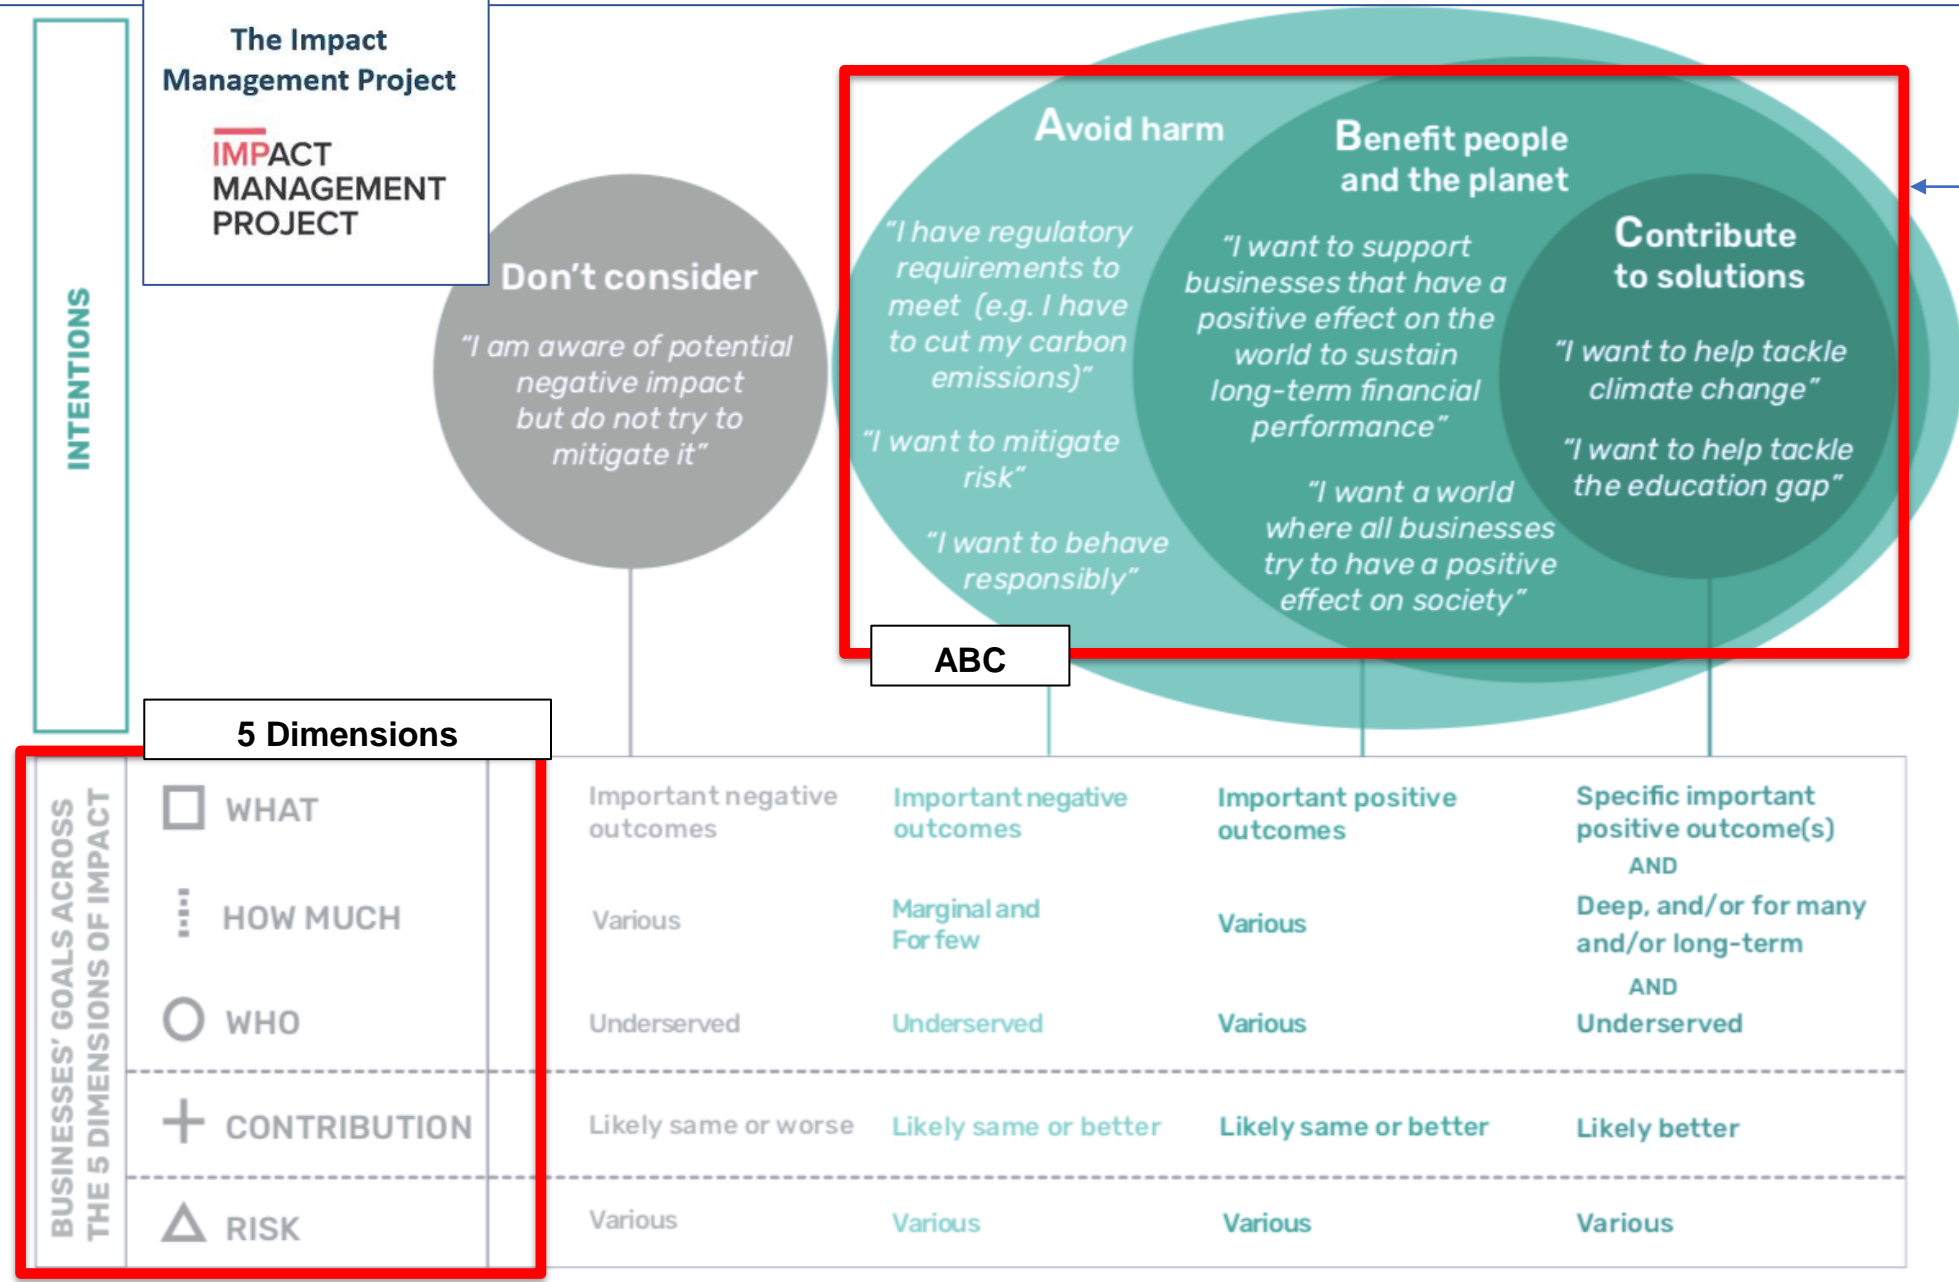 The Impact
Management Project
IMPACT
MANAGEMENT
PROJECT
INTENTIONS
Don't consider
“I am aware of potential
negative impact
but do not try to
mitigate it”
Avoid harm
“I have regulatory
requirements to
meet (e.g. I have
to cut my carbon
emissions)”
“I want to mitigate
risk”
“I want to behave
responsibly”
Benefit people
and the planet
“I want to support
businesses that have a
positive effect on the
world to sustain
long-term financial
performance”
“I want a world
where all businesses
try to have a positive
effect on society”
Contribute
to solutions
“I want to help tackle
climate change”
“I want to help tackle
the education gap”
ABC
5 Dimensions
BUSINESSES' GOALS ACROSS
THE 5 DIMENSIONS OF IMPACT
WHAT
Important negative
outcomes
Important negative
outcomes
Important positive
outcomes
Specific important
positive outcome(s)
AND
HOW MUCH
Various
Marginal and
For few
Various
Deep, and/or for many
and/or long-term
AND
WHO
Underserved
Underserved
Various
Underserved
CONTRIBUTION
Likely same or worse
Likely same or better
Likely same or better
Likely better
RISK
Various
Various
Various
Various